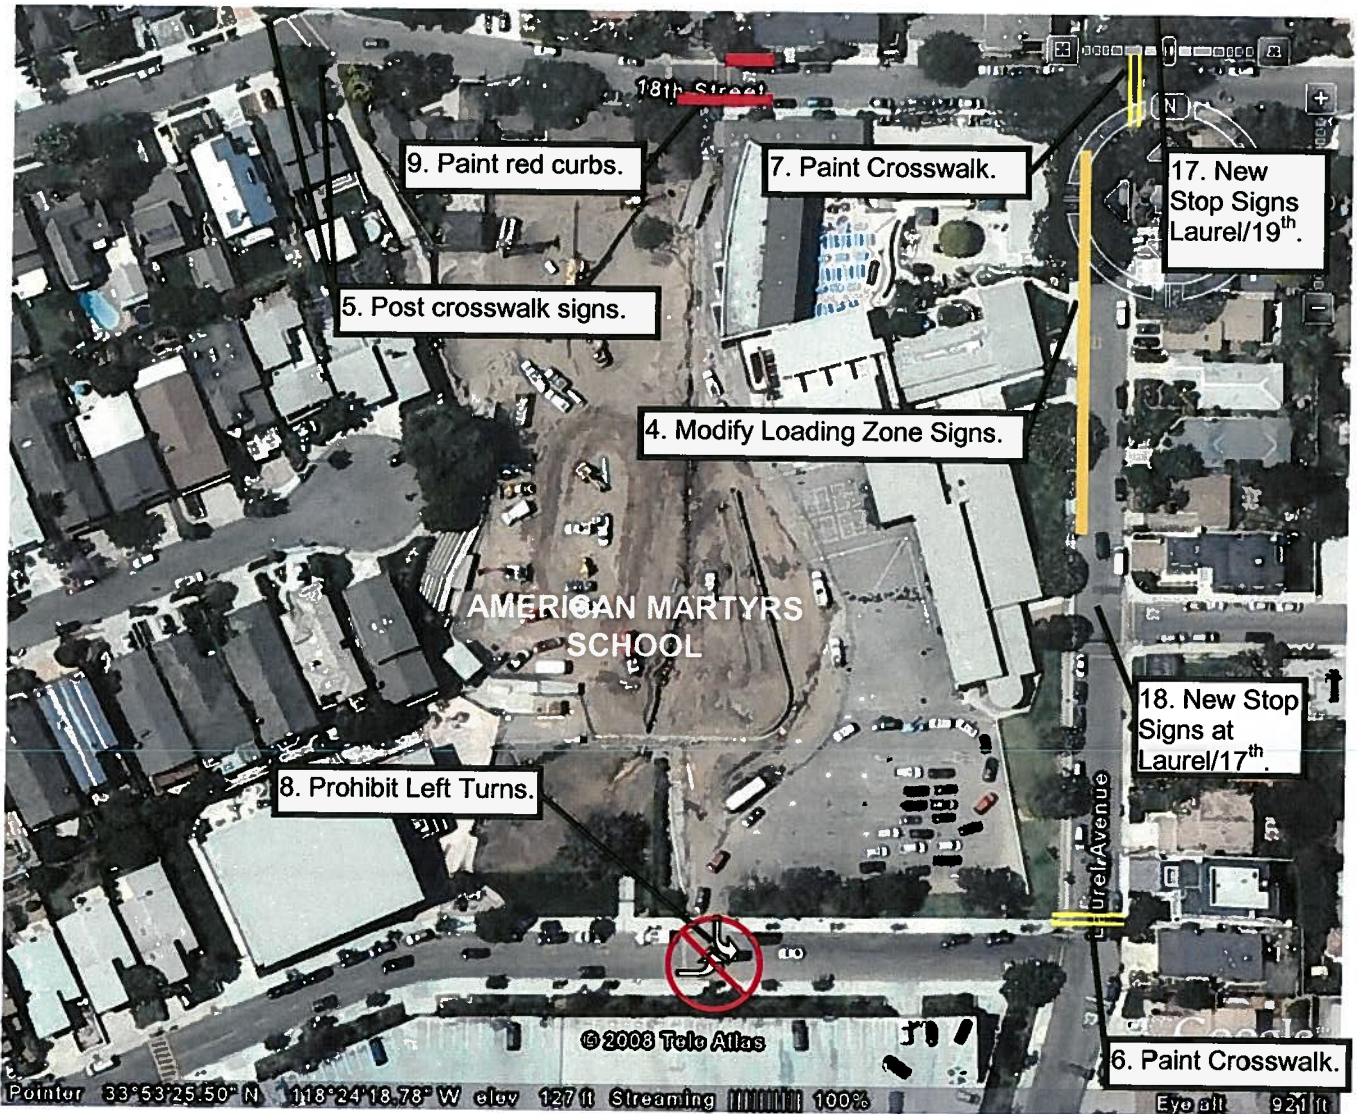 18th Street
N
9. Paint red curbs.
7. Paint Crosswalk.
17. New
Stop Signs
Laurel/19th.
5. Post crosswalk signs.
4. Modify Loading Zone Signs.
AMERICAN MARTYRS
SCHOOL
18. New Stop
Signs at
Laurel/17th.
8. Prohibit Left Turns.
Laurel Avenue
© 2008 Tele Atlas
Google
6. Paint Crosswalk.
Pointer 33°53'25.50" N 118°24'18.78" W elev 127 ft Streaming 100% Eye alt 921 ft